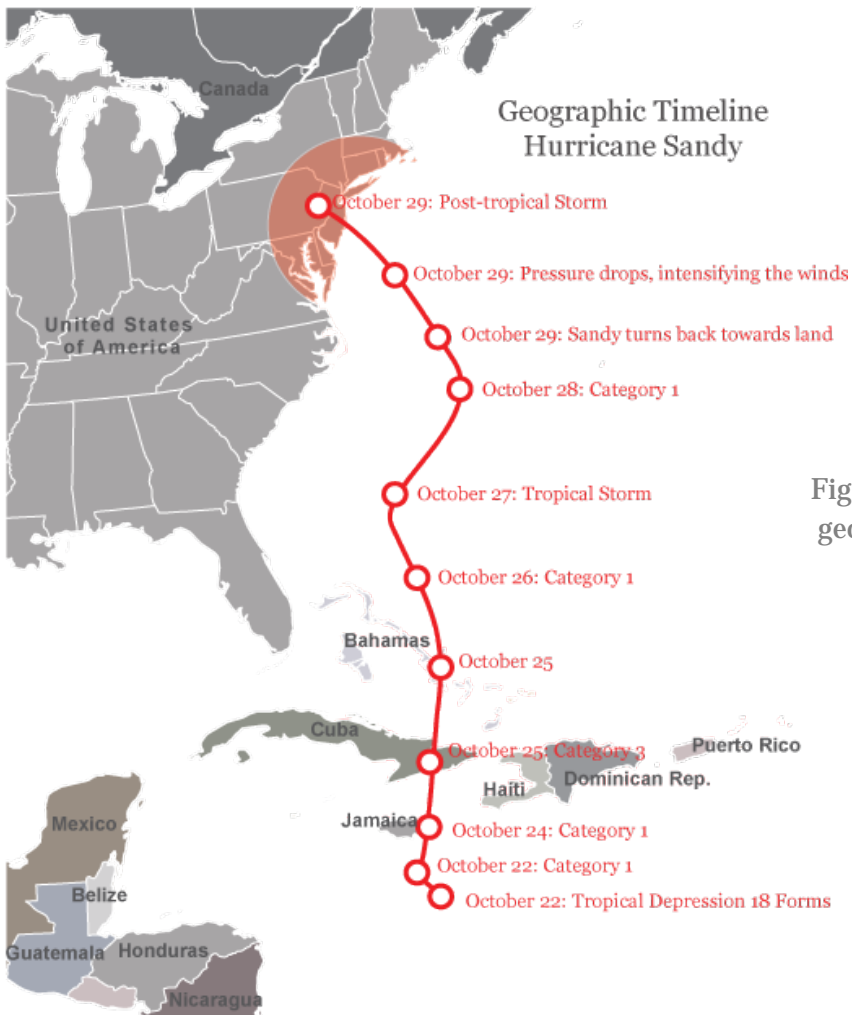 Canada
Geographic Timeline
Hurricane Sandy
October 29: Post-tropical Storm
October 29: Pressure drops, intensifying the winds
United States
of America
October 29: Sandy turns back towards land
October 28: Category 1
October 27: Tropical Storm
Fig
geo
October 26: Category 1
Bahamas
October 25
Cuba
October 25: Category 3
Puerto Rico
Haiti
Dominican Rep.
Mexico
Jamaica
October 24: Category 1
October 22: Category 1
Belize
October 22: Tropical Depression 18 Forms
Guatemala
Honduras
Nicaragua